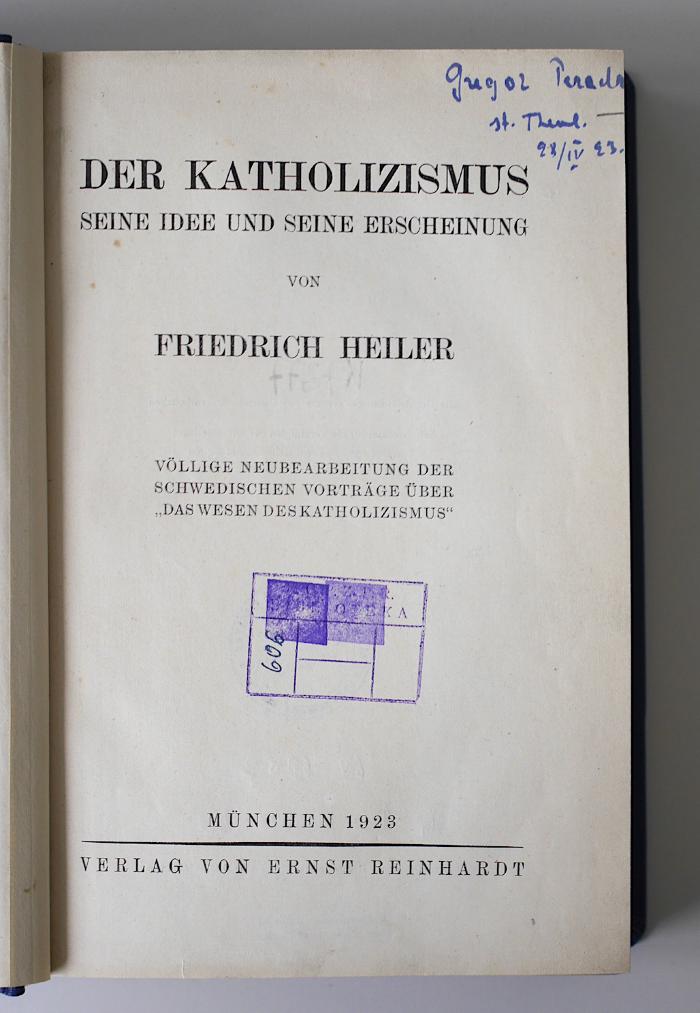 Gregor Peradz
st. Theol.
28/IV 23.
DER KATHOLIZISMUS
SEINE IDEE UND SEINE ERSCHEINUNG
VON
FRIEDRICH HEILER
VÖLLIGE NEUBEARBEITUNG DER
SCHWEDISCHEN VORTRÄGE ÜBER
„DAS WESEN DES KATHOLIZISMUS“
606
MÜNCHEN 1923
VERLAG VON ERNST REINHARDT